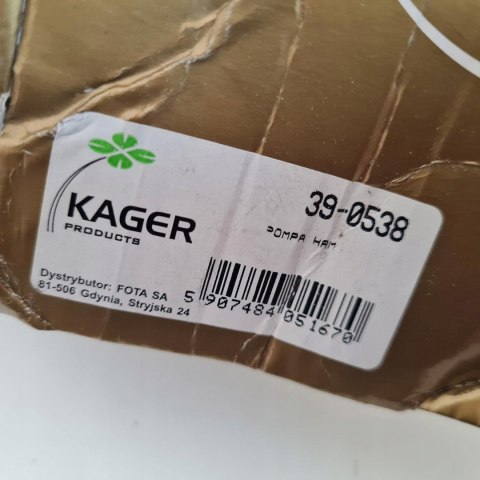 KAGER
PRODUCTS
39-0538
POMPA HAM
Dystrybutor: FOTA SA
81-506 Gdynia, Stryjska 24
5 907484 051670